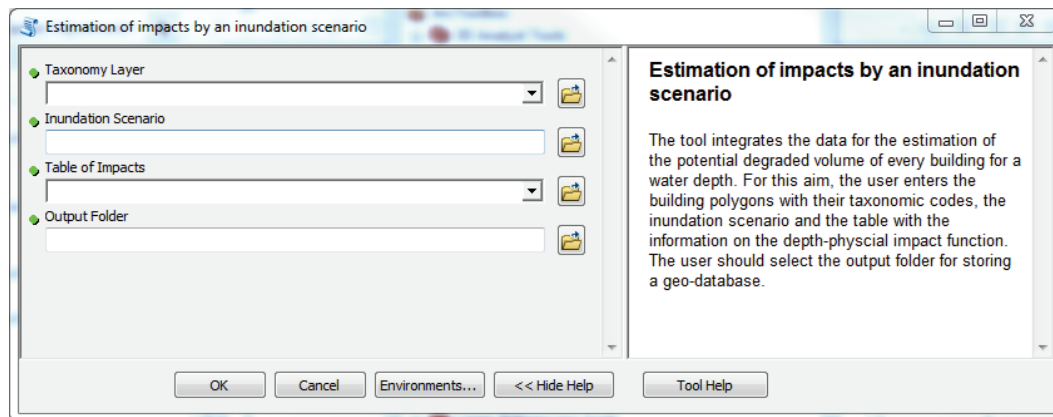 Estimation of impacts by an inundation scenario
3D Analyst Tools
Taxonomy Layer
Inundation Scenario
Table of Impacts
Output Folder
Estimation of impacts by an inundation
scenario
The tool integrates the data for the estimation of
the potential degraded volume of every building for a
water depth. For this aim, the user enters the
building polygons with their taxonomic codes, the
inundation scenario and the table with the
information on the depth-physcial impact function.
The user should select the output folder for storing
a geo-database.
OK
Cancel
Environments...
<< Hide Help
Tool Help